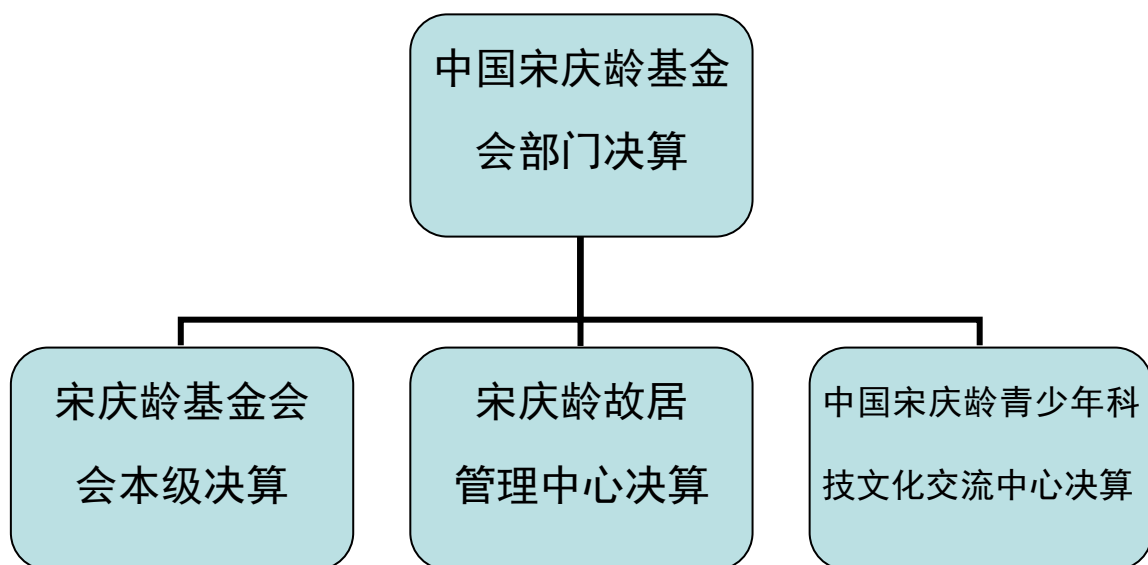 中国宋庆龄基金
会部门决算
宋庆龄基金会
会本级决算
宋庆龄故居
管理中心决算
中国宋庆龄青少年科
技文化交流中心决算